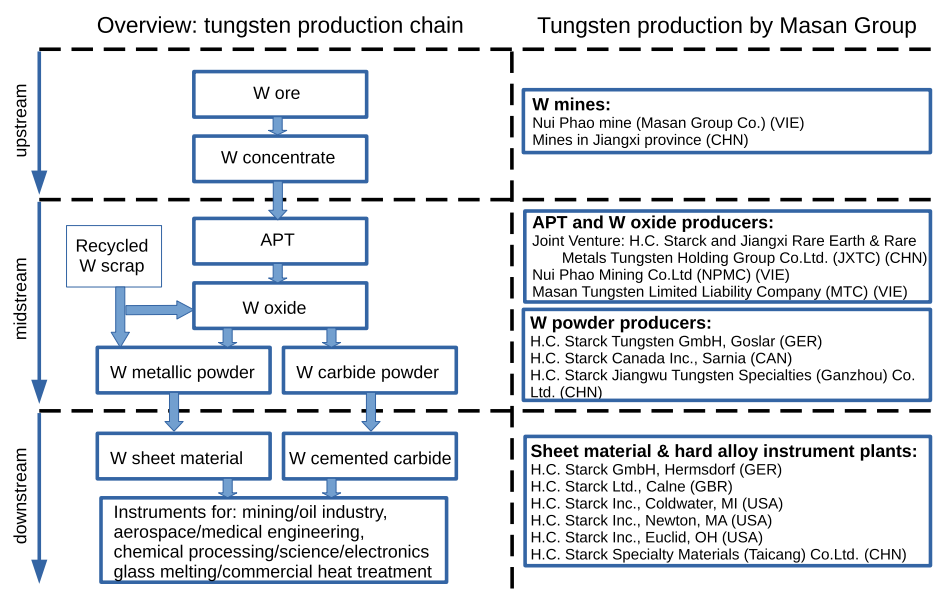 Overview: tungsten production chain
upstream
W ore
W concentrate
midstream
APT
Recycled
W scrap
W oxide
W metallic powder
W carbide powder
downstream
W sheet material
W cemented carbide
Instruments for: mining/oil industry,
aerospace/medical engineering,
chemical processing/science/electronics
glass melting/commercial heat treatment
Tungsten production by Masan Group
W mines:
Nui Phao mine (Masan Group Co.) (VIE)
Mines in Jiangxi province (CHN)
APT and W oxide producers:
Joint Venture: H.C. Starck and Jiangxi Rare Earth & Rare
Metals Tungsten Holding Group Co.Ltd. (JXTC) (CHN)
Nui Phao Mining Co.Ltd (NPMC) (VIE)
Masan Tungsten Limited Liability Company (MTC) (VIE)
W powder producers:
H.C. Starck Tungsten GmbH, Goslar (GER)
H.C. Starck Canada Inc., Sarnia (CAN)
H.C. Starck Jiangwu Tungsten Specialties (Ganzhou) Co.
Ltd. (CHN)
Sheet material & hard alloy instrument plants:
H.C. Starck GmbH, Hermsdorf (GER)
H.C. Starck Ltd., Calne (GBR)
H.C. Starck Inc., Coldwater, MI (USA)
H.C. Starck Inc., Newton, MA (USA)
H.C. Starck Inc., Euclid, OH (USA)
H.C. Starck Specialty Materials (Taicang) Co.Ltd. (CHN)